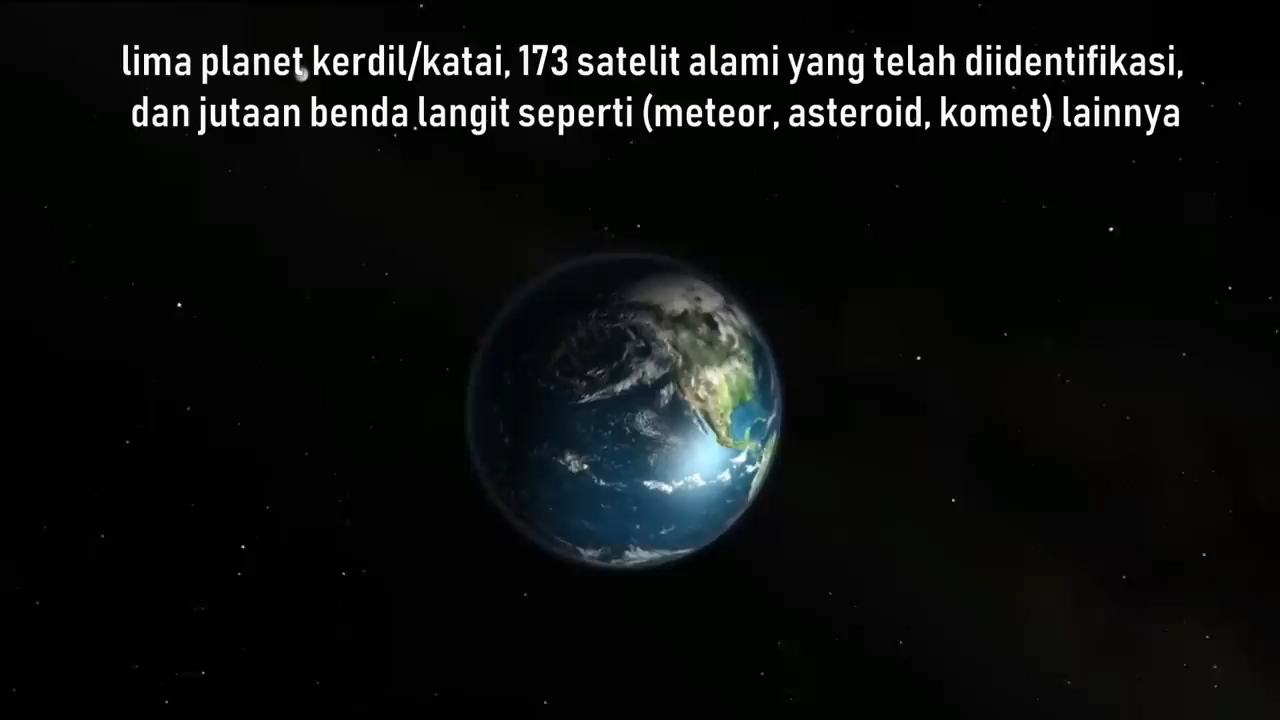 lima planet kerdil/katai, 173 satelit alami yang telah diidentifikasi,
dan jutaan benda langit seperti (meteor, asteroid, komet) lainnya